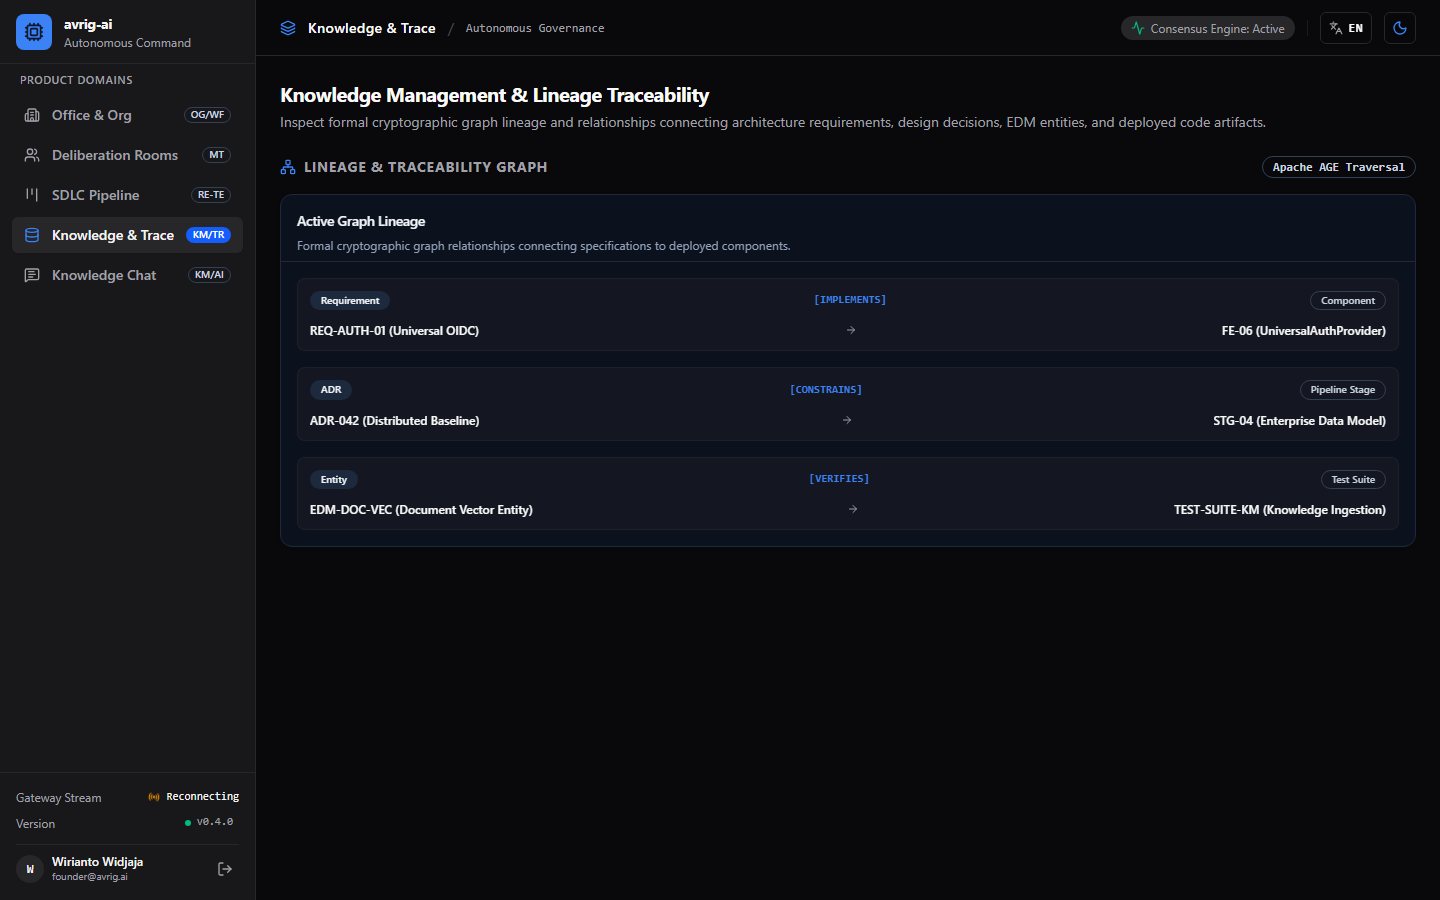 avrig-ai
Autonomous Command
PRODUCT DOMAINS
Office & Org OG/WF
Deliberation Rooms MT
SDLC Pipeline RE-TE
Knowledge & Trace KM/TR
Knowledge Chat KM/AI
Gateway Stream Reconnecting
Version v0.4.0
W
Wirianto Widjaja
founder@avrig.ai
Knowledge & Trace / Autonomous Governance
Consensus Engine: Active
EN
Knowledge Management & Lineage Traceability
Inspect formal cryptographic graph lineage and relationships connecting architecture requirements, design decisions, EDM entities, and deployed code artifacts.
LINEAGE & TRACEABILITY GRAPH
Apache AGE Traversal
Active Graph Lineage
Formal cryptographic graph relationships connecting specifications to deployed components.
Requirement [IMPLEMENTS] Component
REQ-AUTH-01 (Universal OIDC) → FE-06 (UniversalAuthProvider)
ADR [CONSTRAINS] Pipeline Stage
ADR-042 (Distributed Baseline) → STG-04 (Enterprise Data Model)
Entity [VERIFIES] Test Suite
EDM-DOC-VEC (Document Vector Entity) → TEST-SUITE-KM (Knowledge Ingestion)